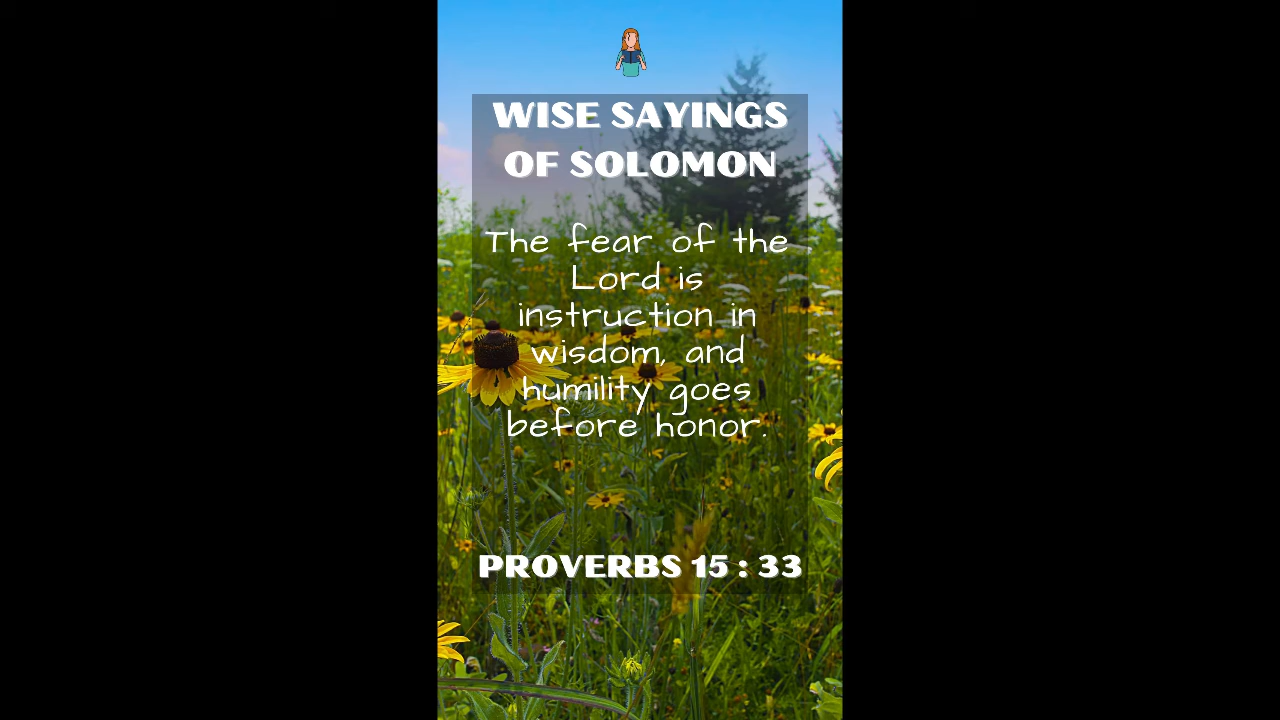 WISE SAYINGS
OF SOLOMON
The fear of the
Lord is
instruction in
wisdom, and
humility goes
before honor.
PROVERBS 15 : 33